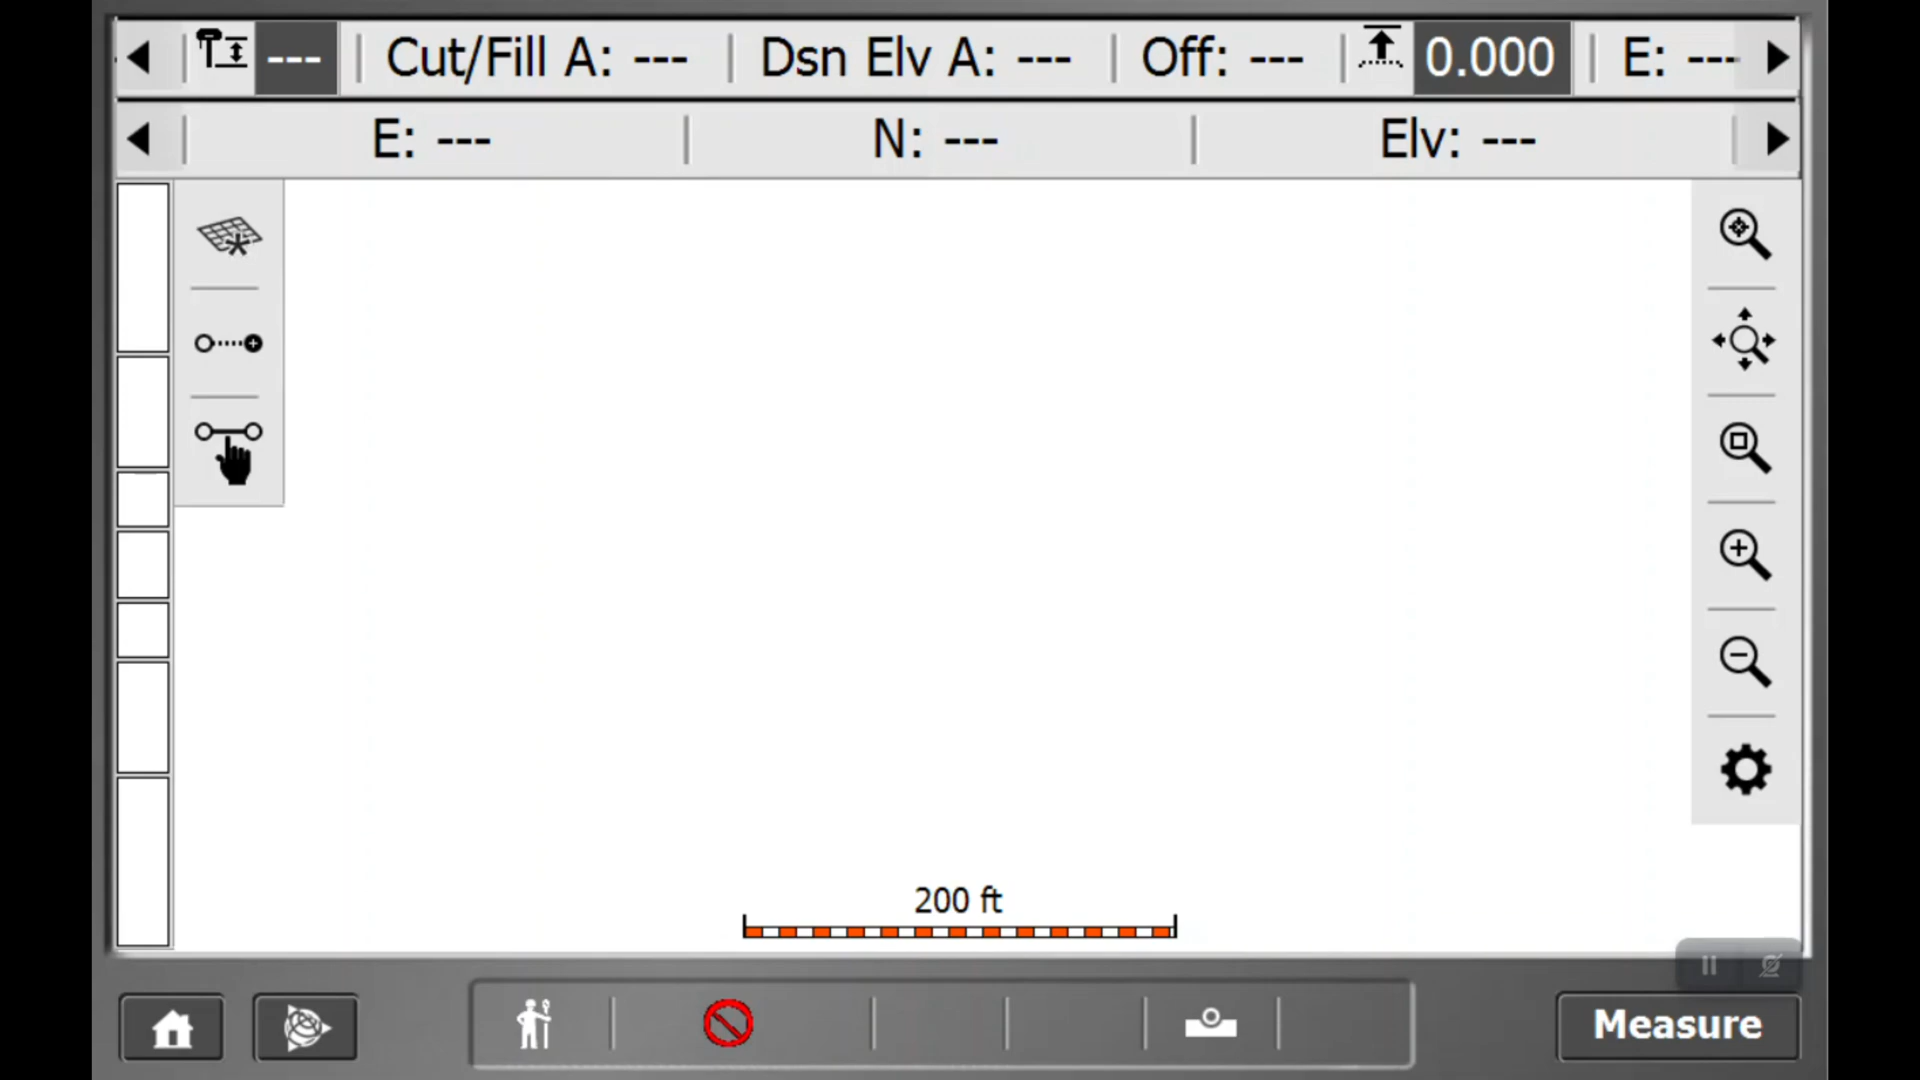 --- Cut/Fill A: --- Dsn Elv A: --- Off: --- 0.000 E: ---
E: --- N: --- Elv: ---
200 ft
Measure